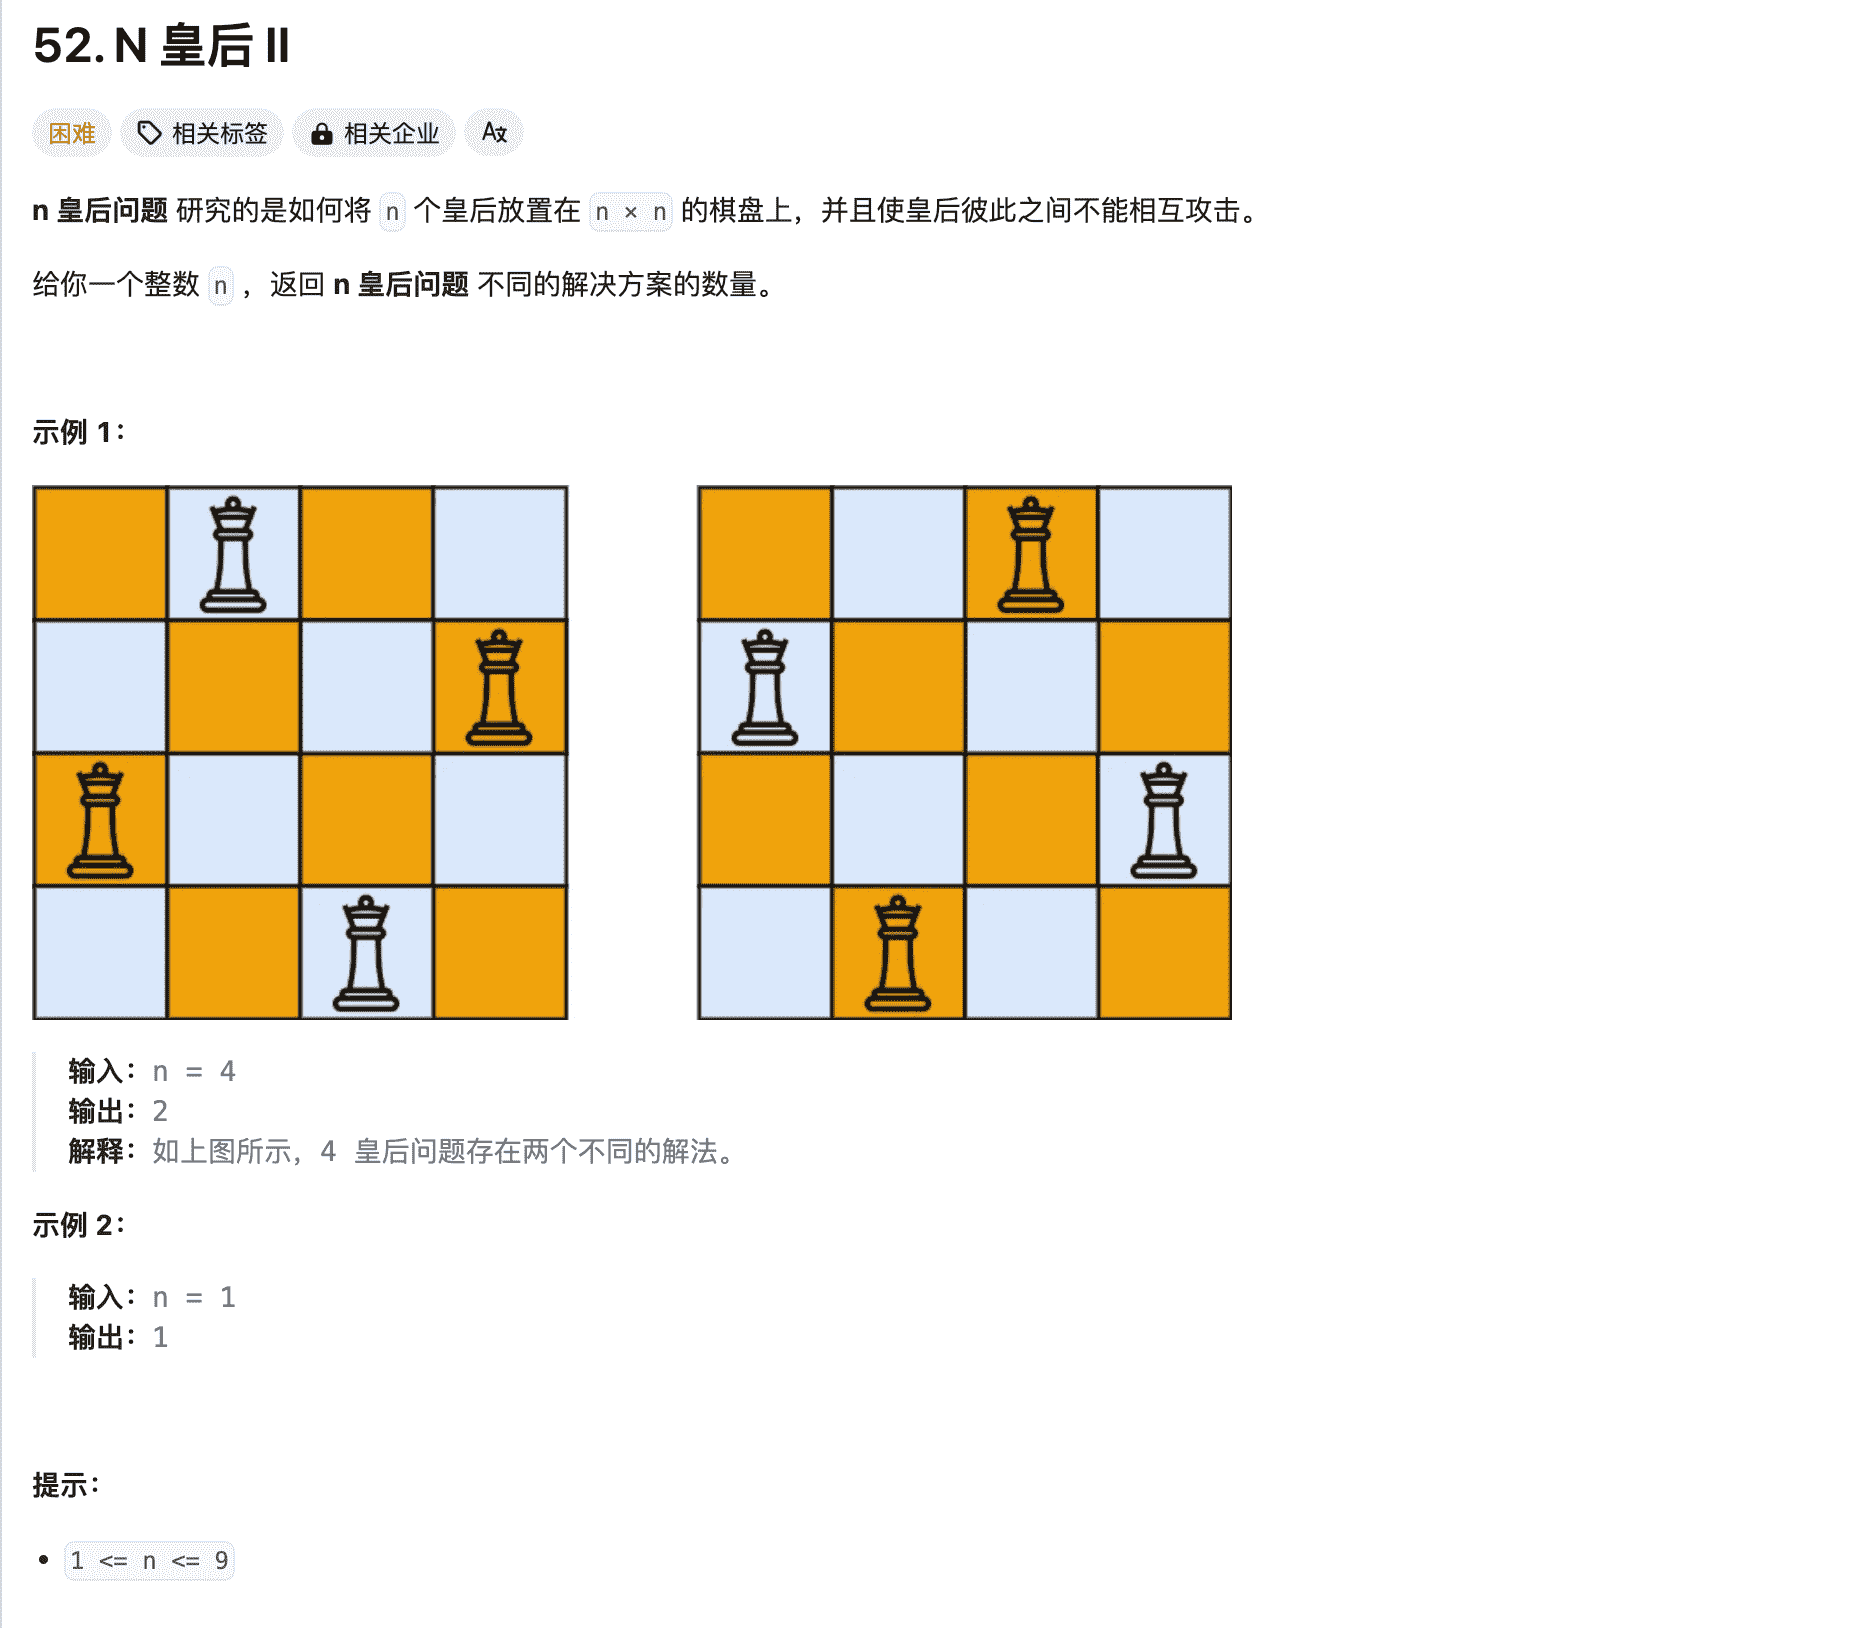 52. N 皇后 II
困难 相关标签 相关企业 A文
n 皇后问题 研究的是如何将 n 个皇后放置在 n × n 的棋盘上，并且使皇后彼此之间不能相互攻击。
给你一个整数 n ，返回 n 皇后问题 不同的解决方案的数量。
示例 1：
输入：n = 4
输出：2
解释：如上图所示，4 皇后问题存在两个不同的解法。
示例 2：
输入：n = 1
输出：1
提示：
• 1 <= n <= 9